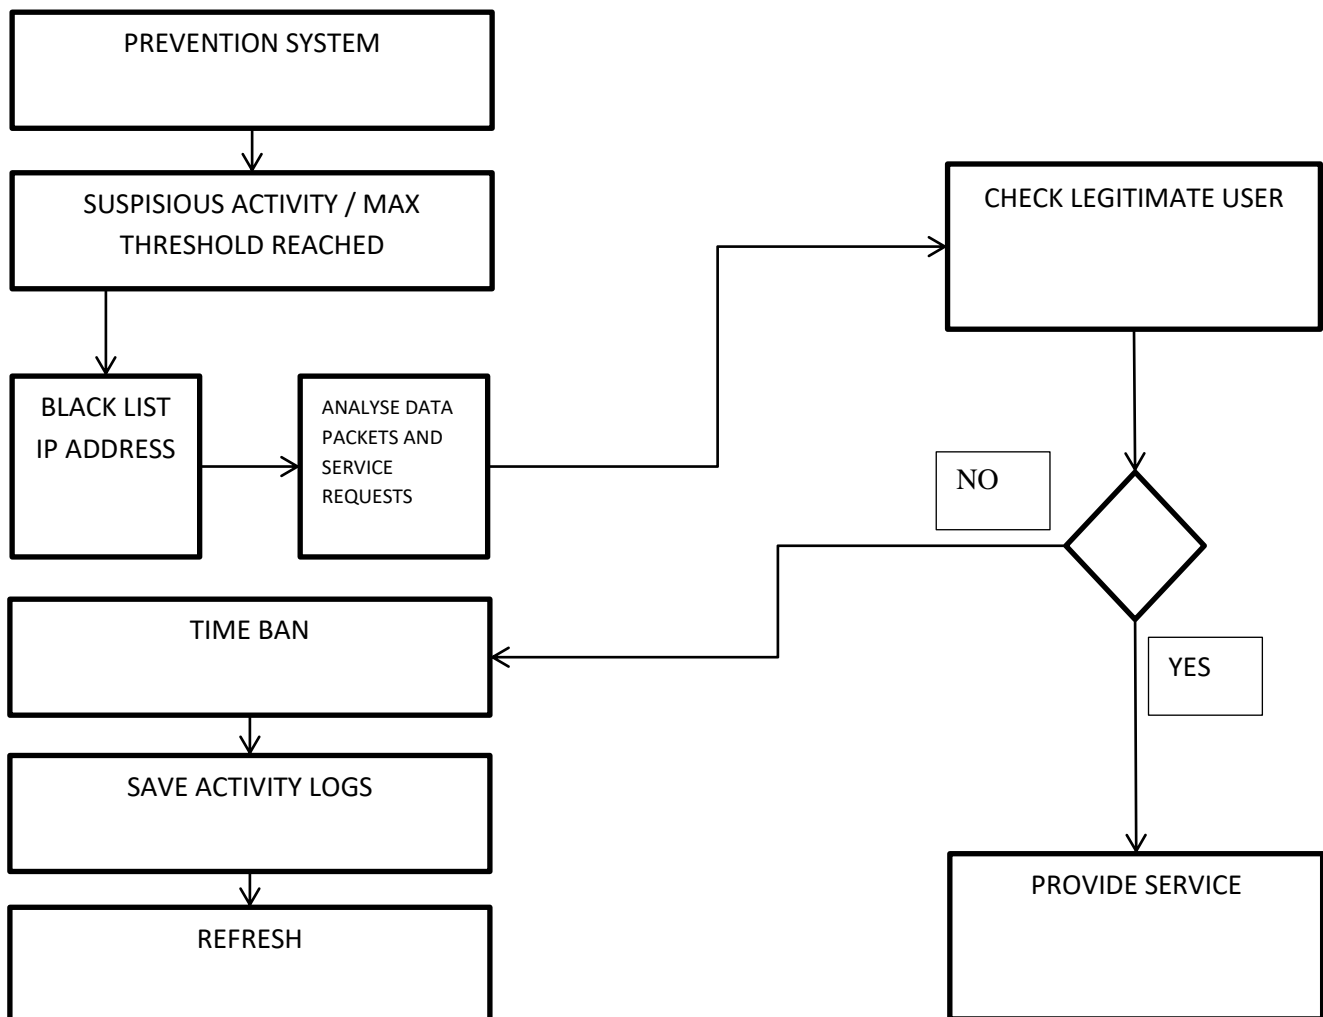 PREVENTION SYSTEM
SUSPISIOUS ACTIVITY / MAX
THRESHOLD REACHED
BLACK LIST
IP ADDRESS
ANALYSE DATA
PACKETS AND
SERVICE
REQUESTS
CHECK LEGITIMATE USER
NO
YES
TIME BAN
SAVE ACTIVITY LOGS
REFRESH
PROVIDE SERVICE